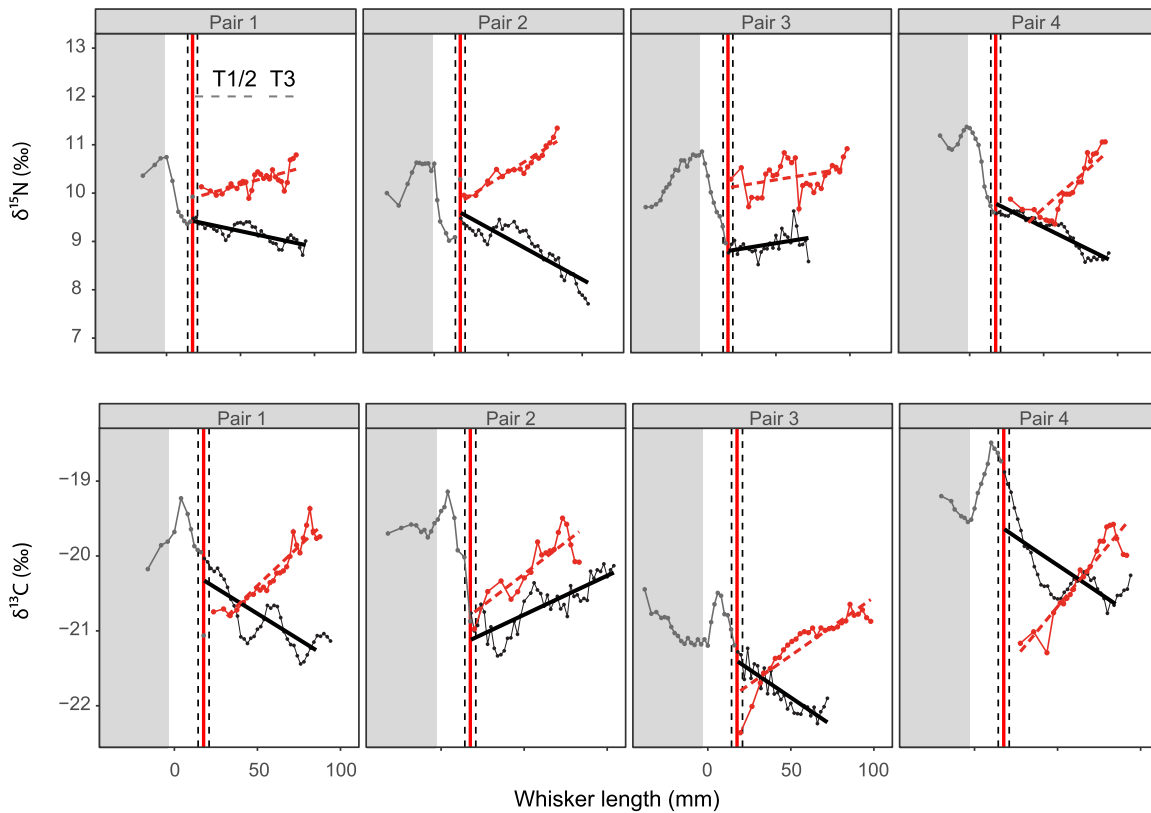 Pair 1 Pair 2 Pair 3 Pair 4
13
12
11
10
9
8
7
δ¹⁵N (‰)
T1/2 T3
Pair 1 Pair 2 Pair 3 Pair 4
−19
−20
−21
−22
δ¹³C (‰)
0 50 100 0 50 100
Whisker length (mm)